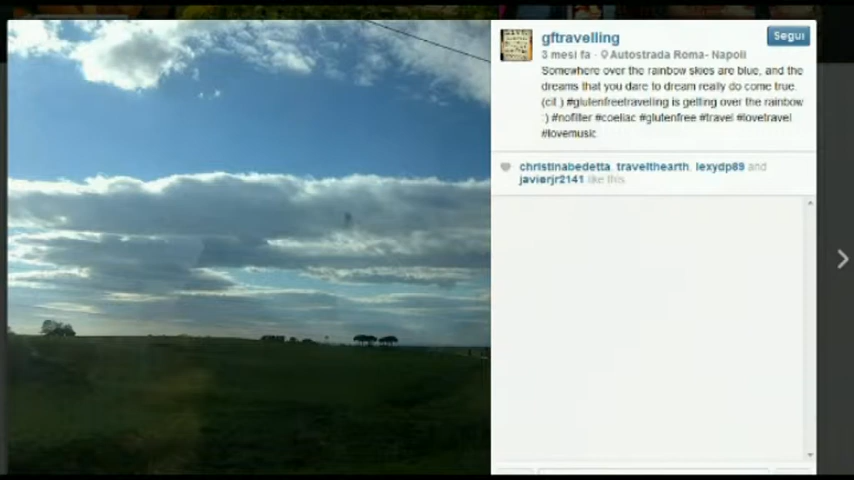 gftravelling
Segui
3 mesi fa · Autostrada Roma- Napoli
Somewhere over the rainbow skies are blue, and the
dreams that you dare to dream really do come true.
(cit.) #glutenfreetravelling is getting over the rainbow
:) #nofilter #coeliac #glutenfree #travel #lovetravel
#lovemusic
christinabedetta, travelthearth, lexydp89 and
javierjr2141 like this.